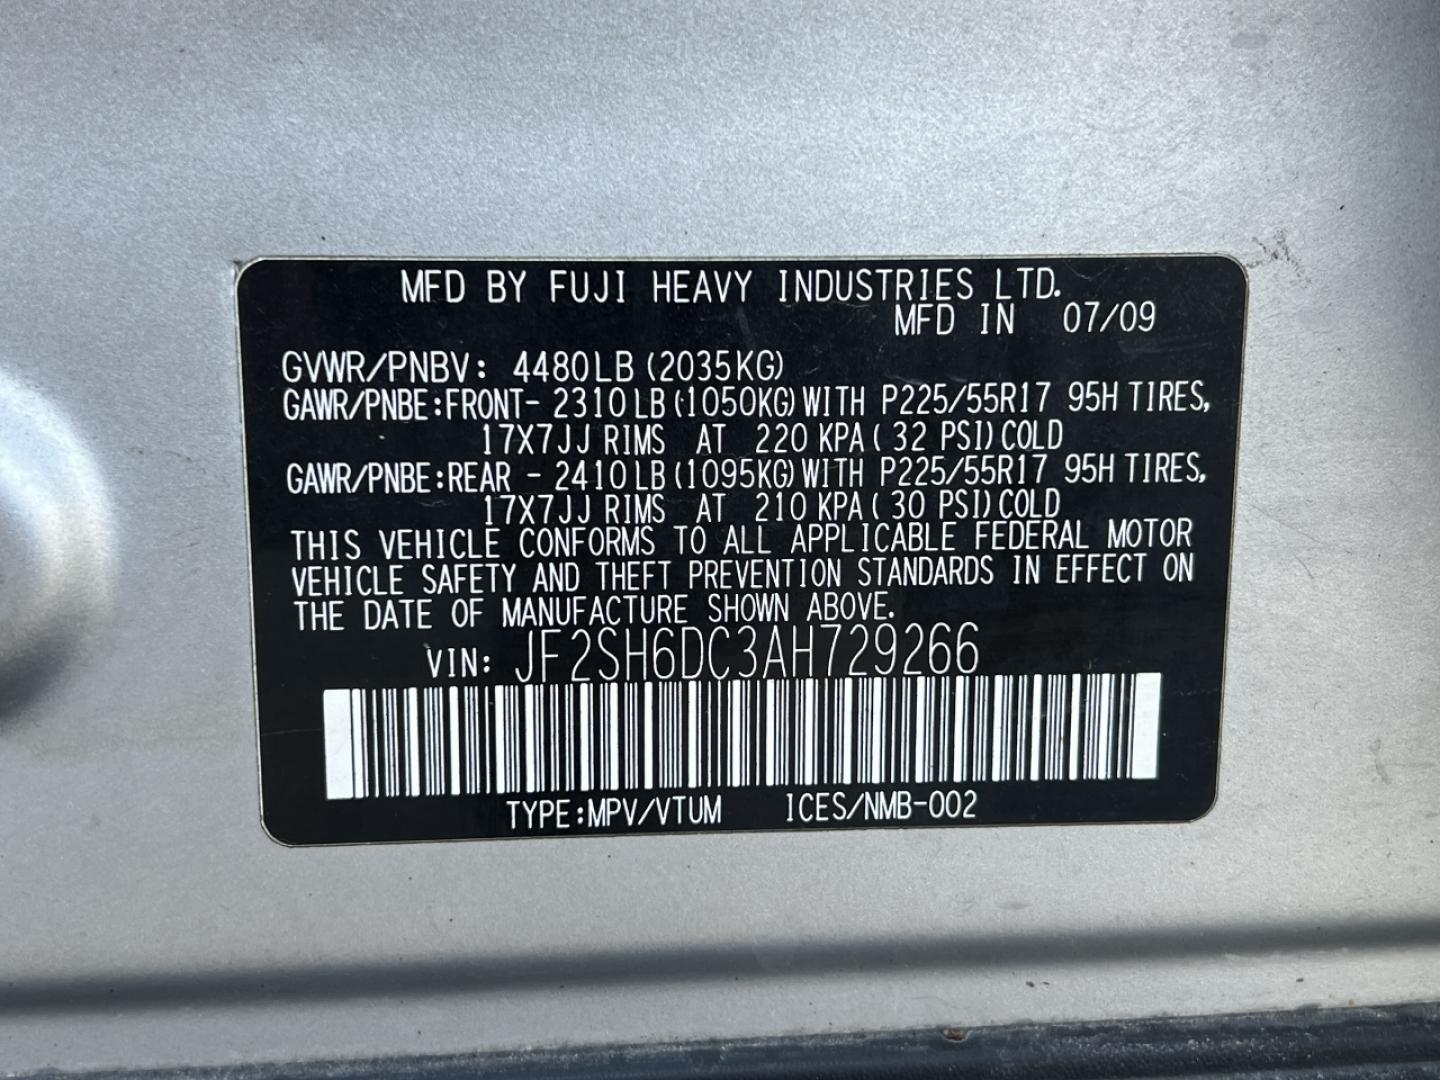 MFD BY FUJI HEAVY INDUSTRIES LTD.
MFD IN 07/09
GVWR/PNBV: 4480LB (2035KG)
GAWR/PNBE:FRONT- 2310LB (1050KG) WITH P225/55R17 95H TIRES,
17X7JJ RIMS AT 220 KPA ( 32 PSI) COLD
GAWR/PNBE:REAR - 2410LB (1095KG) WITH P225/55R17 95H TIRES,
17X7JJ RIMS AT 210 KPA ( 30 PSI) COLD
THIS VEHICLE CONFORMS TO ALL APPLICABLE FEDERAL MOTOR
VEHICLE SAFETY AND THEFT PREVENTION STANDARDS IN EFFECT ON
THE DATE OF MANUFACTURE SHOWN ABOVE.
VIN: JF2SH6DC3AH729266
TYPE:MPV/VTUM ICES/NMB-002